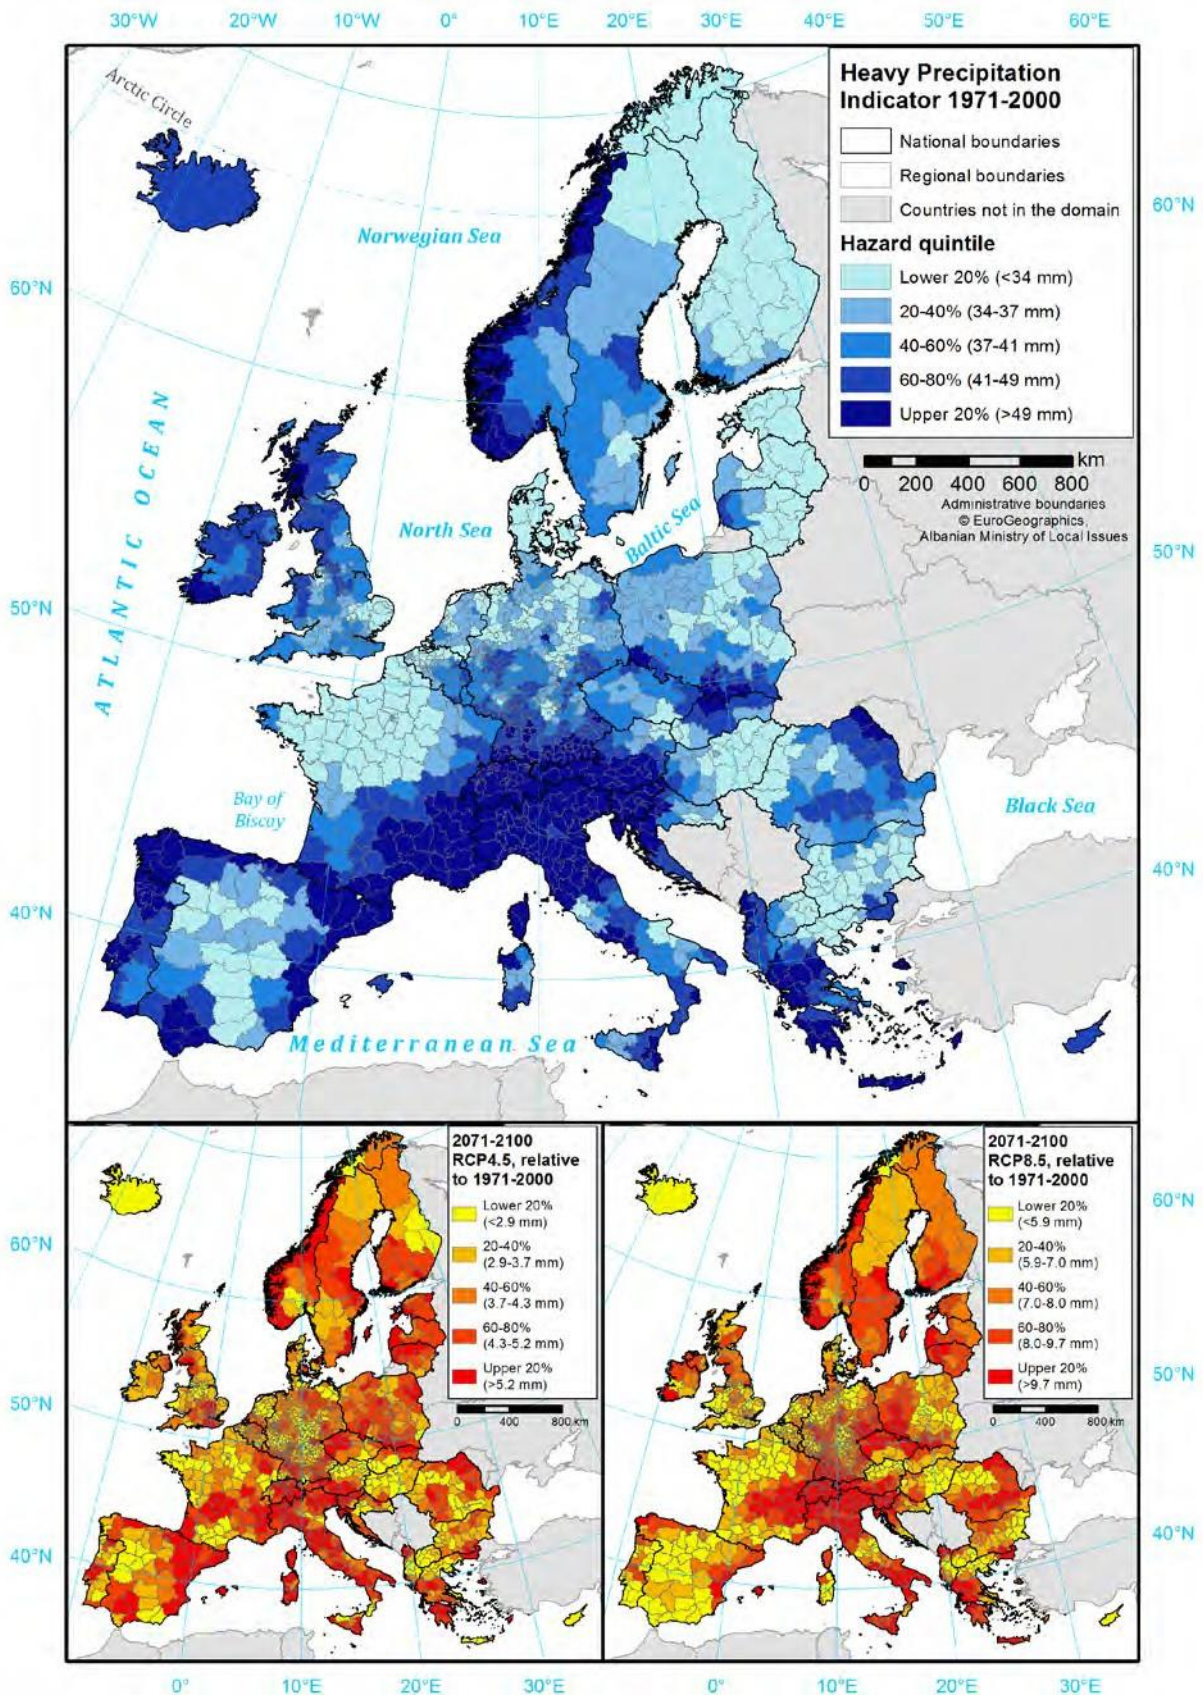 30°W 20°W 10°W 0° 10°E 20°E 30°E 40°E 50°E 60°E
Arctic Circle
Heavy Precipitation
Indicator 1971-2000
National boundaries
Regional boundaries
Countries not in the domain
Hazard quintile
Lower 20% (<34 mm)
20-40% (34-37 mm)
40-60% (37-41 mm)
60-80% (41-49 mm)
Upper 20% (>49 mm)
km
0 200 400 600 800
Administrative boundaries
© EuroGeographics,
Albanian Ministry of Local Issues
60°N
50°N
40°N
60°N
50°N
40°N
Norwegian Sea
ATLANTIC OCEAN
North Sea
Baltic Sea
Bay of
Biscay
Black Sea
Mediterranean Sea
2071-2100
RCP4.5, relative
to 1971-2000
Lower 20%
(<2.9 mm)
20-40%
(2.9-3.7 mm)
40-60%
(3.7-4.3 mm)
60-80%
(4.3-5.2 mm)
Upper 20%
(>5.2 mm)
0 400 800 km
2071-2100
RCP8.5, relative
to 1971-2000
Lower 20%
(<5.9 mm)
20-40%
(5.9-7.0 mm)
40-60%
(7.0-8.0 mm)
60-80%
(8.0-9.7 mm)
Upper 20%
(>9.7 mm)
0 400 800 km
60°N
50°N
40°N
60°N
50°N
40°N
0° 10°E 20°E 30°E 0° 10°E 20°E 30°E